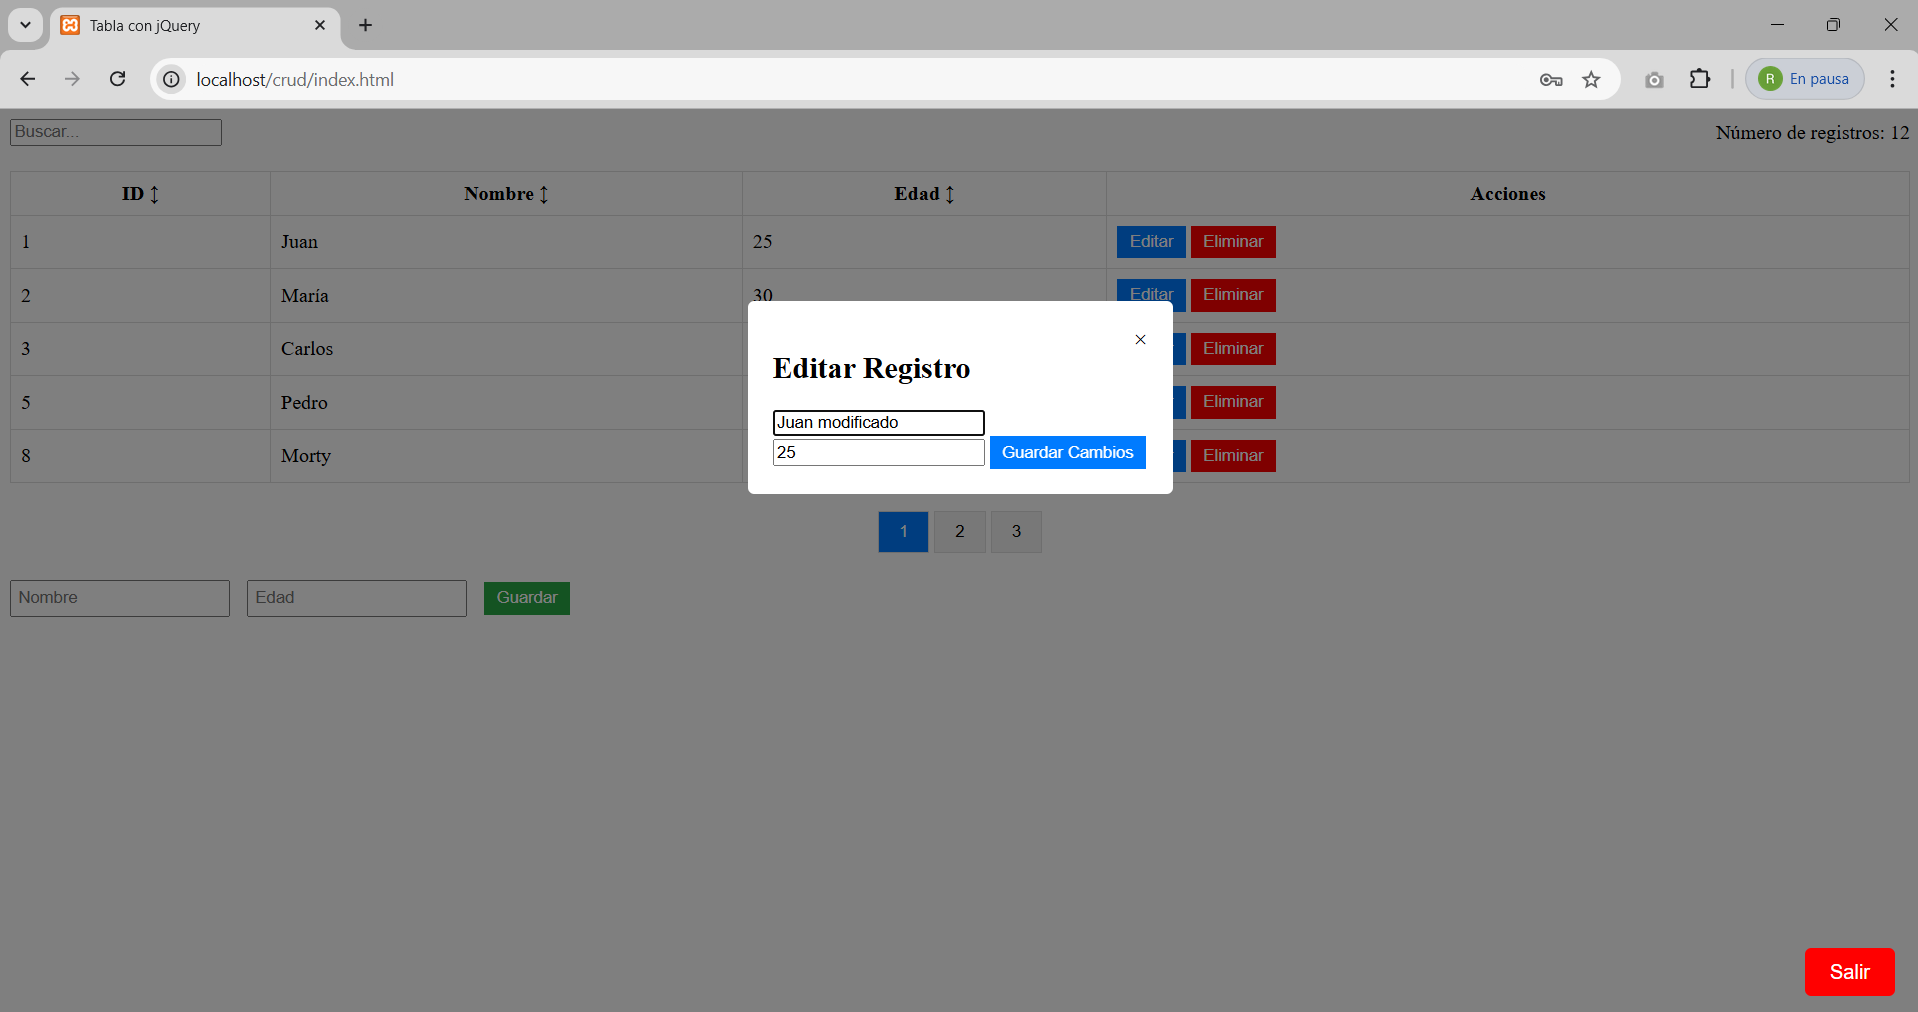 Tabla con jQuery
localhost/crud/index.html
R En pausa
Buscar...
Número de registros: 12
ID ↕ Nombre ↕ Edad ↕ Acciones
1 Juan 25 Editar Eliminar
2 María 30 Editar Eliminar
3 Carlos Eliminar
5 Pedro Eliminar
8 Morty Eliminar
×
Editar Registro
Juan modificado
25 Guardar Cambios
1 2 3
Nombre Edad Guardar
Salir